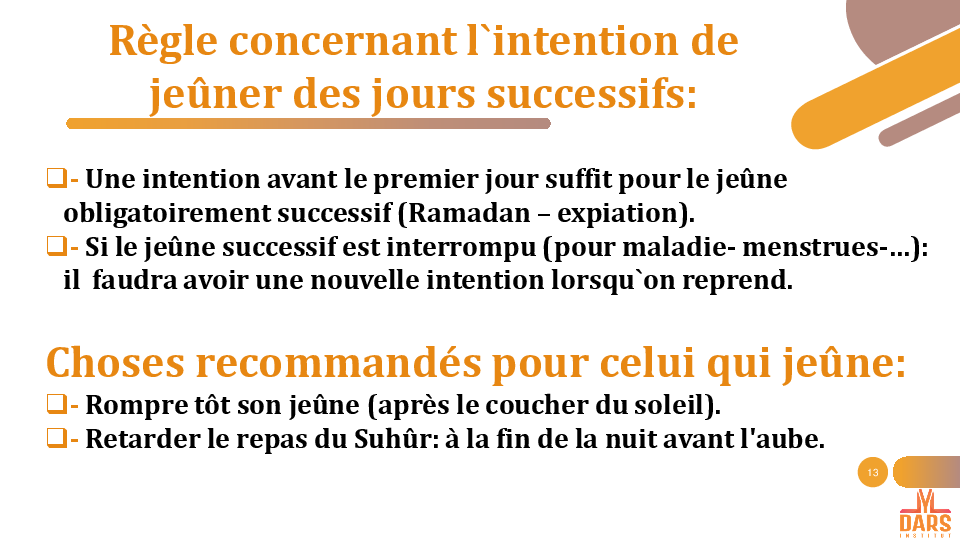 Règle concernant l`intention de
jeûner des jours successifs:
❑- Une intention avant le premier jour suffit pour le jeûne
obligatoirement successif (Ramadan – expiation).
❑- Si le jeûne successif est interrompu (pour maladie- menstrues-…):
il  faudra avoir une nouvelle intention lorsqu`on reprend.
Choses recommandés pour celui qui jeûne:
❑- Rompre tôt son jeûne (après le coucher du soleil).
❑- Retarder le repas du Suhûr: à la fin de la nuit avant l'aube.
13
DARS
INSTITUT